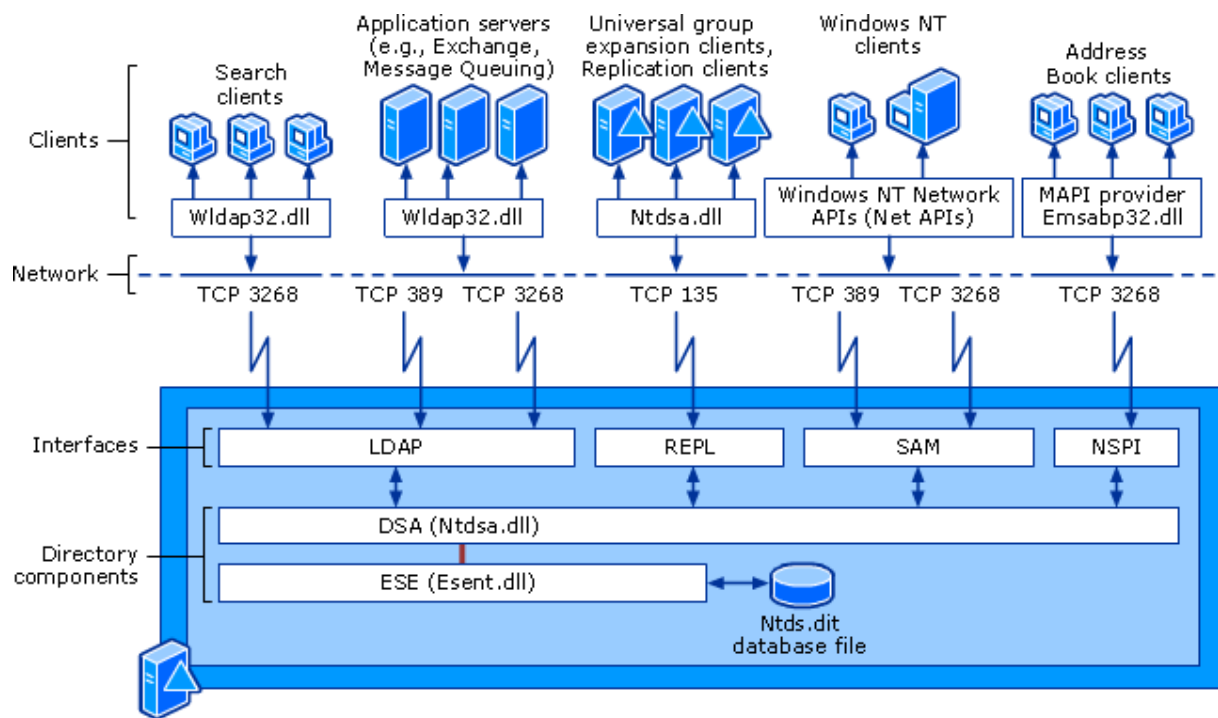 Application servers
(e.g., Exchange,
Message Queuing)
Universal group
expansion clients,
Replication clients
Windows NT
clients
Address
Book clients
Search
clients
Clients
Wldap32.dll
Wldap32.dll
Ntdsa.dll
Windows NT Network
APIs (Net APIs)
MAPI provider
Emsabp32.dll
Network
TCP 3268
TCP 389
TCP 3268
TCP 135
TCP 389
TCP 3268
TCP 3268
Interfaces
LDAP
REPL
SAM
NSPI
Directory
components
DSA (Ntdsa.dll)
ESE (Esent.dll)
Ntds.dit
database file